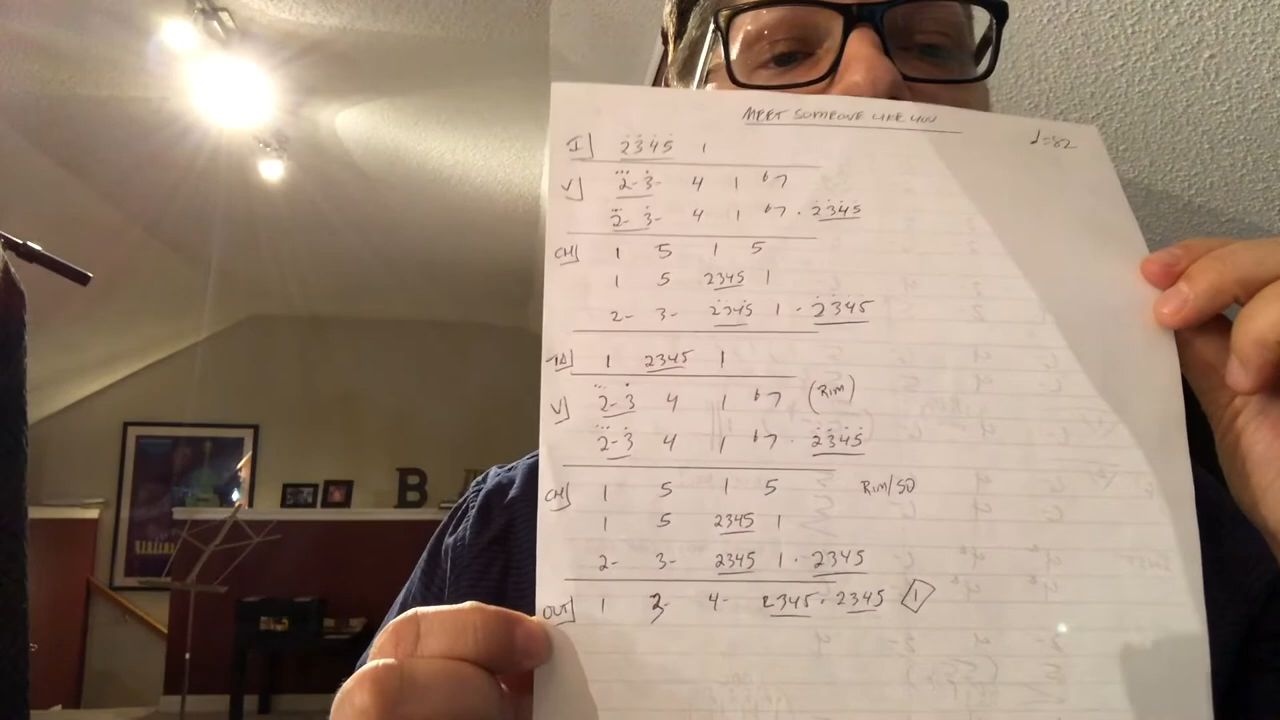 MEET SOMEONE LIKE YOU
♩=82
I] 2345 1
V] 2- 3- 4 1 b7
2- 3- 4 1 b7 · 2345
CH] 1 5 1 5
1 5 2345 1
2- 3- 2345 1 · 2345
TA] 1 2345 1
V] 2- 3 4 1 b7 (RIM)
2- 3 4 1 b7 · 2345
CH] 1 5 1 5 RIM/SD
1 5 2345 1
2- 3- 2345 1 · 2345
OUT] 1 3- 4- 2345 · 2345 1
B